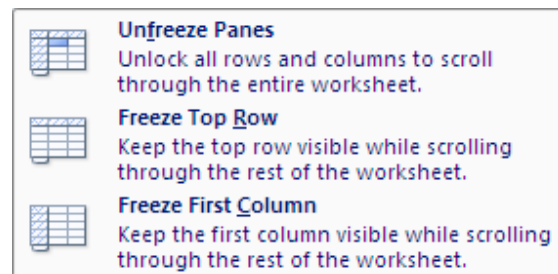 Unfreeze Panes
Unlock all rows and columns to scroll
through the entire worksheet.
Freeze Top Row
Keep the top row visible while scrolling
through the rest of the worksheet.
Freeze First Column
Keep the first column visible while scrolling
through the rest of the worksheet.